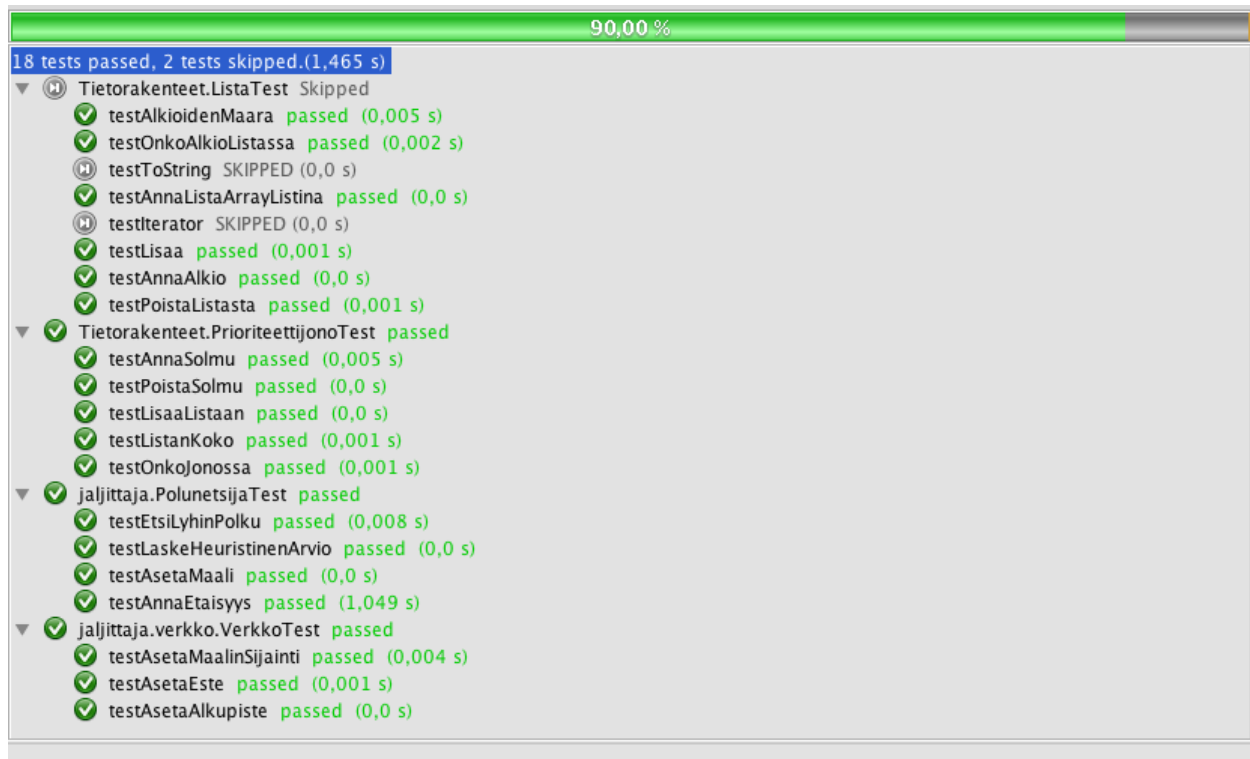 90,00 %
18 tests passed, 2 tests skipped.(1,465 s)
Tietorakenteet.ListaTest Skipped
testAlkioidenMaara passed (0,005 s)
testOnkoAlkioListassa passed (0,002 s)
testToString SKIPPED (0,0 s)
testAnnaListaArrayListina passed (0,0 s)
testIterator SKIPPED (0,0 s)
testLisaa passed (0,001 s)
testAnnaAlkio passed (0,0 s)
testPoistaListasta passed (0,001 s)
Tietorakenteet.PrioriteettijonoTest passed
testAnnaSolmu passed (0,005 s)
testPoistaSolmu passed (0,0 s)
testLisaaListaan passed (0,0 s)
testListanKoko passed (0,001 s)
testOnkoJonossa passed (0,001 s)
jaljittaja.PolunetsijaTest passed
testEtsiLyhinPolku passed (0,008 s)
testLaskeHeuristinenArvio passed (0,0 s)
testAsetaMaali passed (0,0 s)
testAnnaEtaisyys passed (1,049 s)
jaljittaja.verkko.VerkkoTest passed
testAsetaMaalinSijainti passed (0,004 s)
testAsetaEste passed (0,001 s)
testAsetaAlkupiste passed (0,0 s)